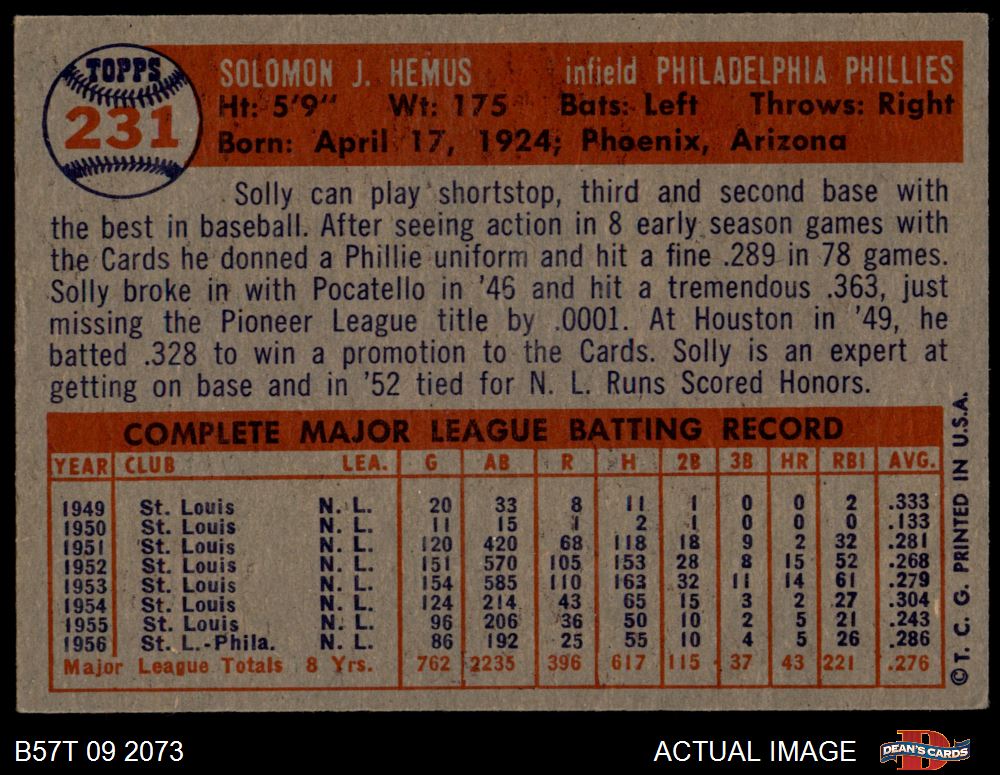 TOPPS
231
SOLOMON J. HEMUS infield PHILADELPHIA PHILLIES
Ht: 5'9" Wt: 175 Bats: Left Throws: Right
Born: April 17, 1924; Phoenix, Arizona
Solly can play shortstop, third and second base with
the best in baseball. After seeing action in 8 early season games with
the Cards he donned a Phillie uniform and hit a fine .289 in 78 games.
Solly broke in with Pocatello in '46 and hit a tremendous .363, just
missing the Pioneer League title by .0001. At Houston in '49, he
batted .328 to win a promotion to the Cards. Solly is an expert at
getting on base and in '52 tied for N. L. Runs Scored Honors.
COMPLETE MAJOR LEAGUE BATTING RECORD
YEAR CLUB LEA. G AB R H 2B 3B HR RBI AVG.
1949 St. Louis N. L. 20 33 8 11 1 0 0 2 .333
1950 St. Louis N. L. 11 15 1 2 1 0 0 0 .133
1951 St. Louis N. L. 120 420 68 118 18 9 2 32 .281
1952 St. Louis N. L. 151 570 105 153 28 8 15 52 .268
1953 St. Louis N. L. 154 585 110 163 32 11 14 61 .279
1954 St. Louis N. L. 124 214 43 65 15 3 2 27 .304
1955 St. Louis N. L. 96 206 36 50 10 2 5 21 .243
1956 St. L.-Phila. N. L. 86 192 25 55 10 4 5 26 .286
Major League Totals 8 Yrs. 762 2235 396 617 115 37 43 221 .276
©T. C. G. PRINTED IN U.S.A.
B57T 09 2073
ACTUAL IMAGE
DEAN'S CARDS